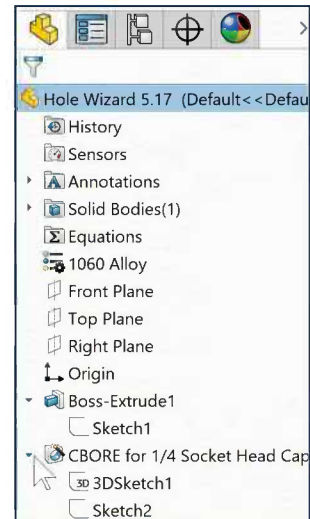 Hole Wizard 5.17 (Default<<Defau
History
Sensors
Annotations
Solid Bodies(1)
Equations
1060 Alloy
Front Plane
Top Plane
Right Plane
Origin
Boss-Extrude1
Sketch1
CBORE for 1/4 Socket Head Cap
3D 3DSketch1
Sketch2